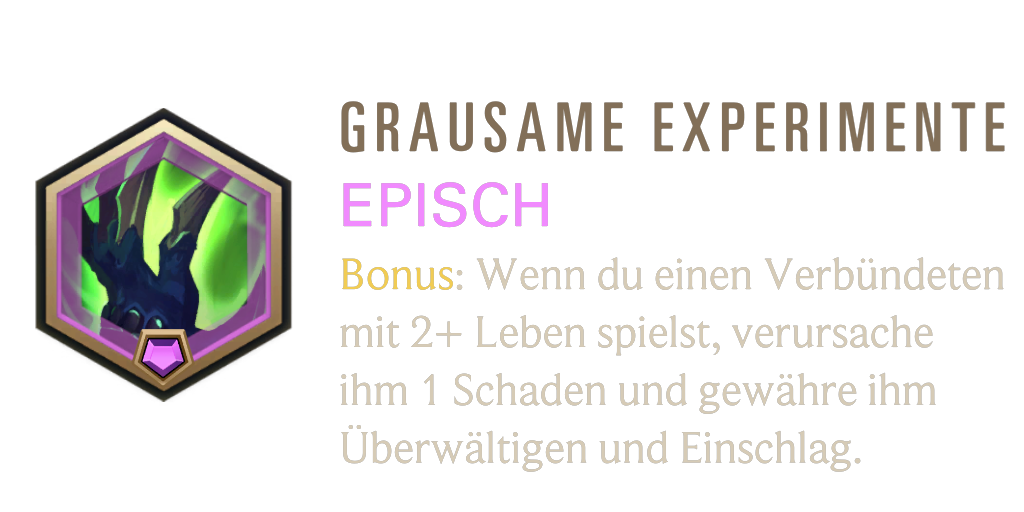 GRAUSAME EXPERIMENTE
EPISCH
Bonus: Wenn du einen Verbündeten
mit 2+ Leben spielst, verursache
ihm 1 Schaden und gewähre ihm
Überwältigen und Einschlag.